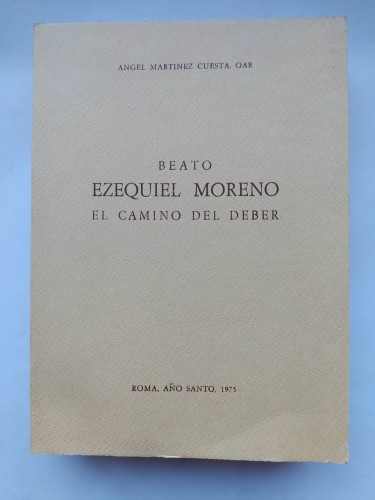 ANGEL MARTINEZ CUESTA, OAR
BEATO
EZEQUIEL MORENO
EL CAMINO DEL DEBER
ROMA, AÑO SANTO, 1975